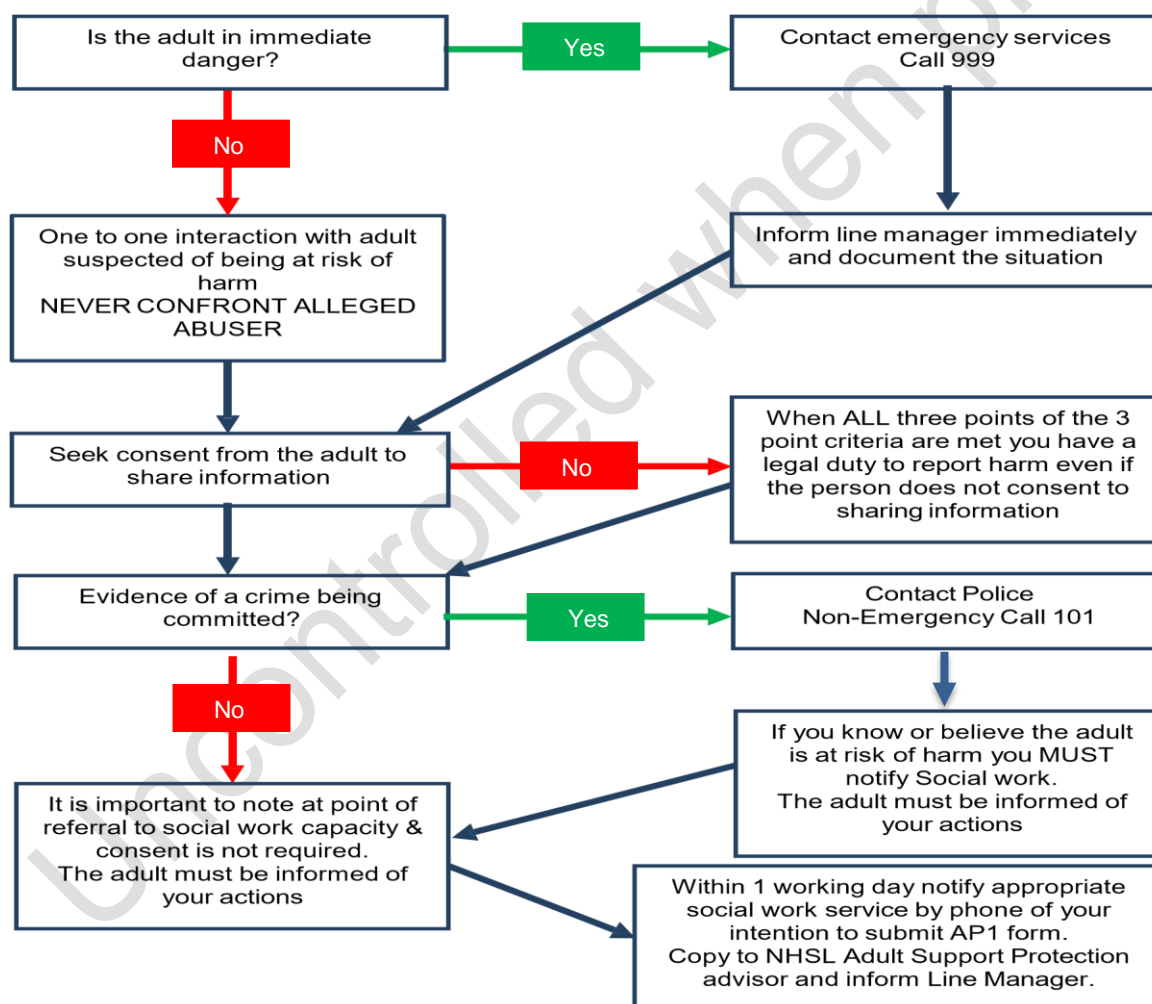 Is the adult in immediate
danger?
Yes
Contact emergency services
Call 999
No
One to one interaction with adult
suspected of being at risk of
harm
NEVER CONFRONT ALLEGED
ABUSER
Inform line manager immediately
and document the situation
Seek consent from the adult to
share information
No
When ALL three points of the 3
point criteria are met you have a
legal duty to report harm even if
the person does not consent to
sharing information
Evidence of a crime being
committed?
Yes
Contact Police
Non-Emergency Call 101
No
If you know or believe the adult
is at risk of harm you MUST
notify Social work.
The adult must be informed of
your actions
It is important to note at point of
referral to social work capacity &
consent is not required.
The adult must be informed of
your actions
Within 1 working day notify appropriate
social work service by phone of your
intention to submit AP1 form.
Copy to NHSL Adult Support Protection
advisor and inform Line Manager.
Uncontrolled when p